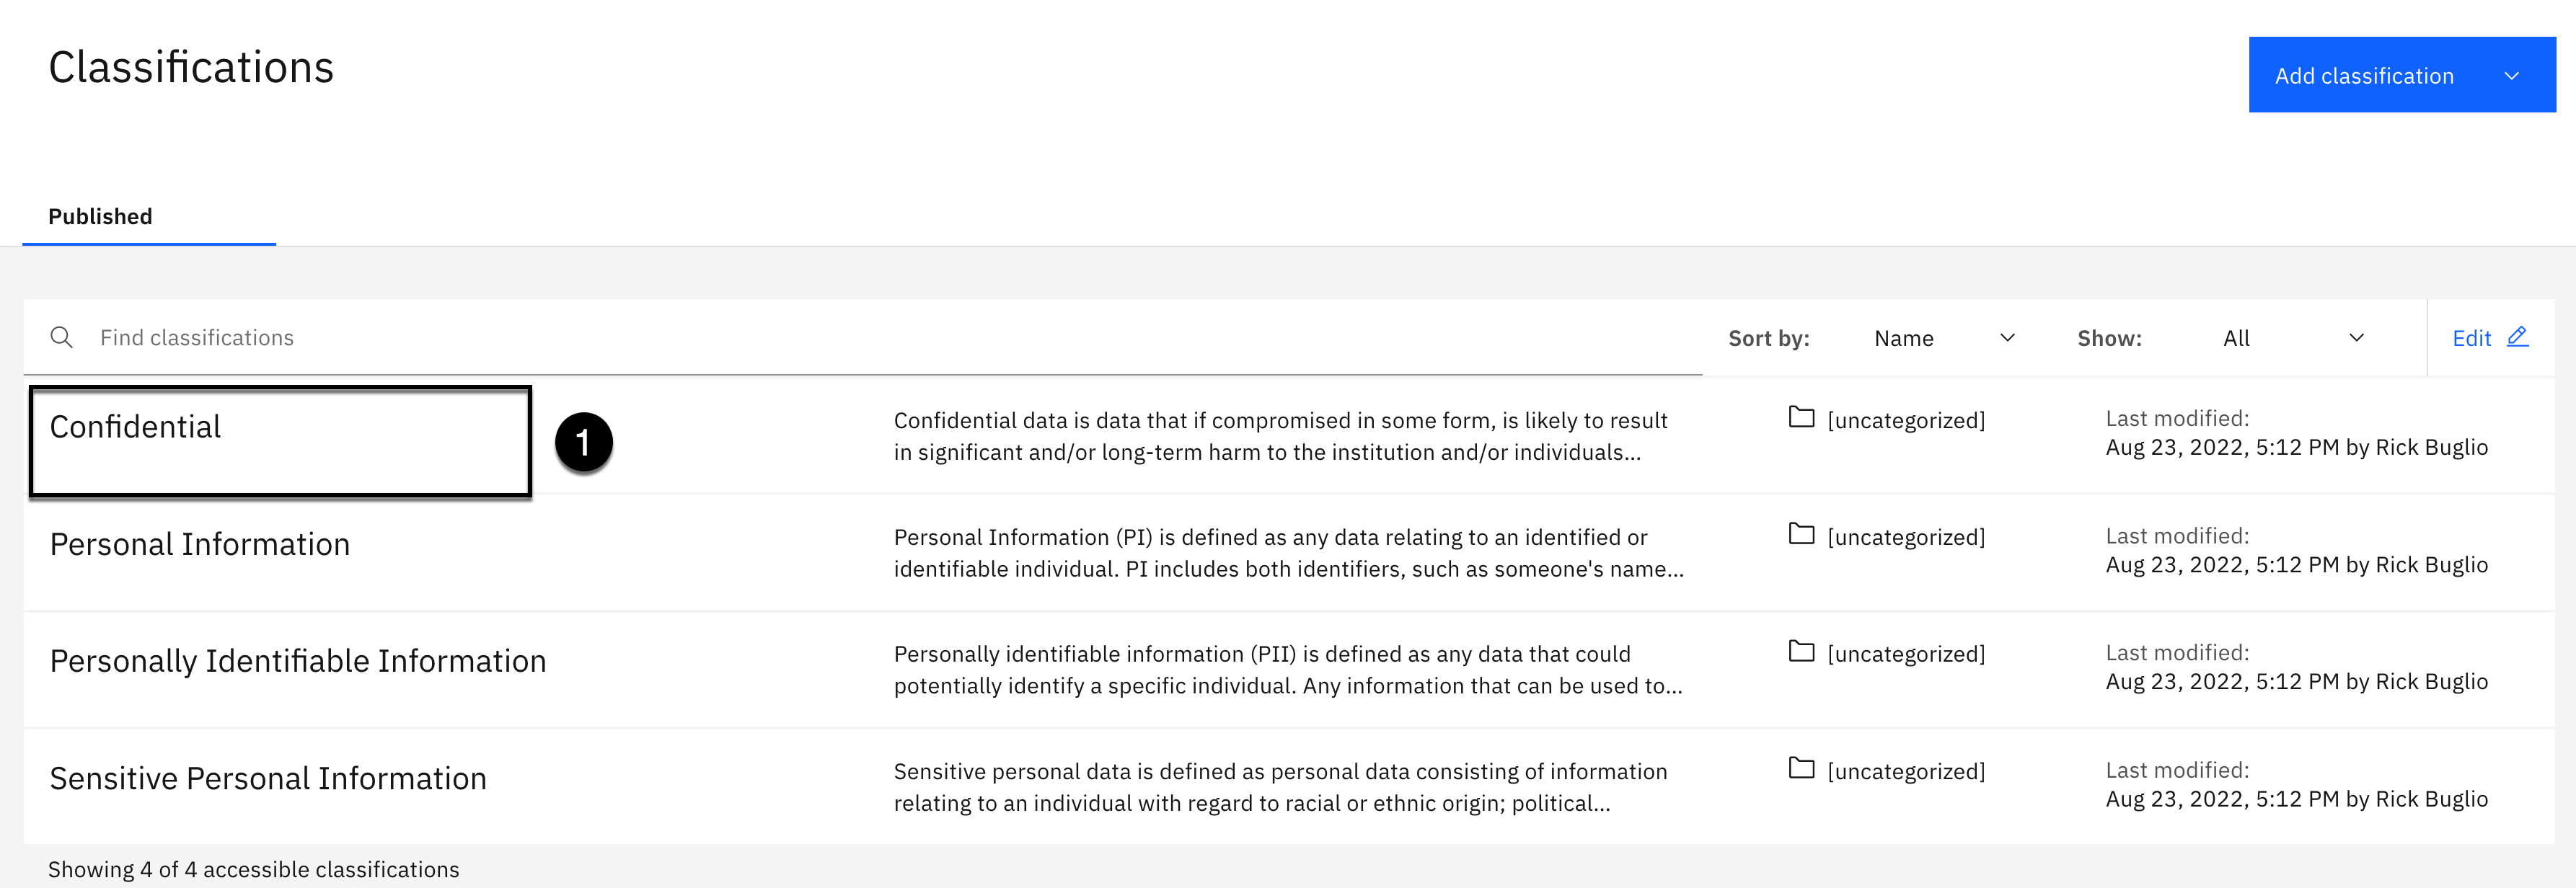 Classifications
Add classification
Published
Find classifications
Sort by: Name Show: All Edit
Confidential
1
Confidential data is data that if compromised in some form, is likely to result
in significant and/or long-term harm to the institution and/or individuals...
[uncategorized]
Last modified:
Aug 23, 2022, 5:12 PM by Rick Buglio
Personal Information
Personal Information (PI) is defined as any data relating to an identified or
identifiable individual. PI includes both identifiers, such as someone's name...
[uncategorized]
Last modified:
Aug 23, 2022, 5:12 PM by Rick Buglio
Personally Identifiable Information
Personally identifiable information (PII) is defined as any data that could
potentially identify a specific individual. Any information that can be used to...
[uncategorized]
Last modified:
Aug 23, 2022, 5:12 PM by Rick Buglio
Sensitive Personal Information
Sensitive personal data is defined as personal data consisting of information
relating to an individual with regard to racial or ethnic origin; political...
[uncategorized]
Last modified:
Aug 23, 2022, 5:12 PM by Rick Buglio
Showing 4 of 4 accessible classifications